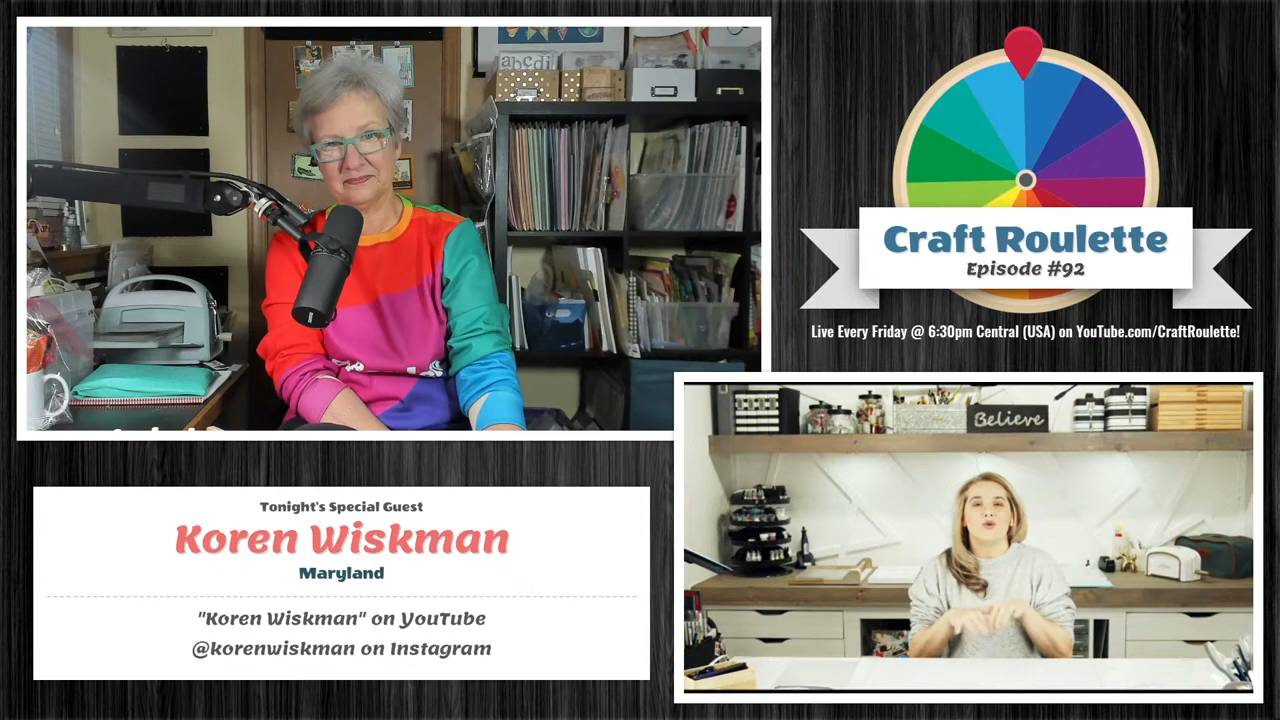 abcdi
Craft Roulette
Episode #92
Live Every Friday @ 6:30pm Central (USA) on YouTube.com/CraftRoulette!
Believe
Tonight's Special Guest
Koren Wiskman
Maryland
"Koren Wiskman" on YouTube
@korenwiskman on Instagram